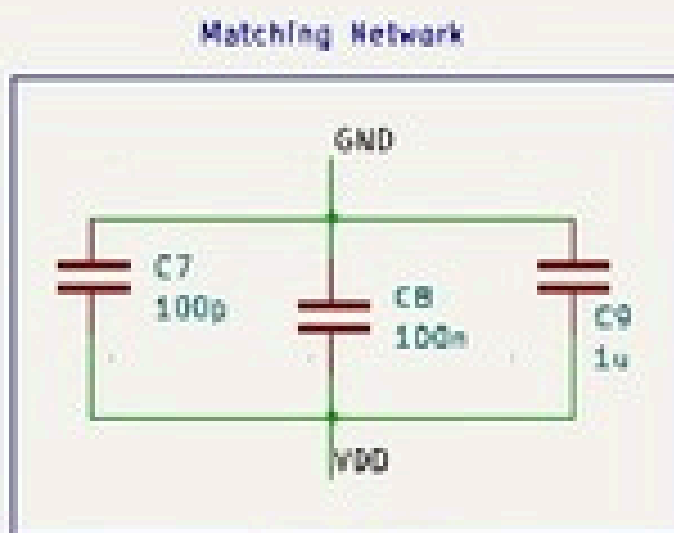 Matching Network
GND
C7
100p
C8
100n
C9
1u
VDD